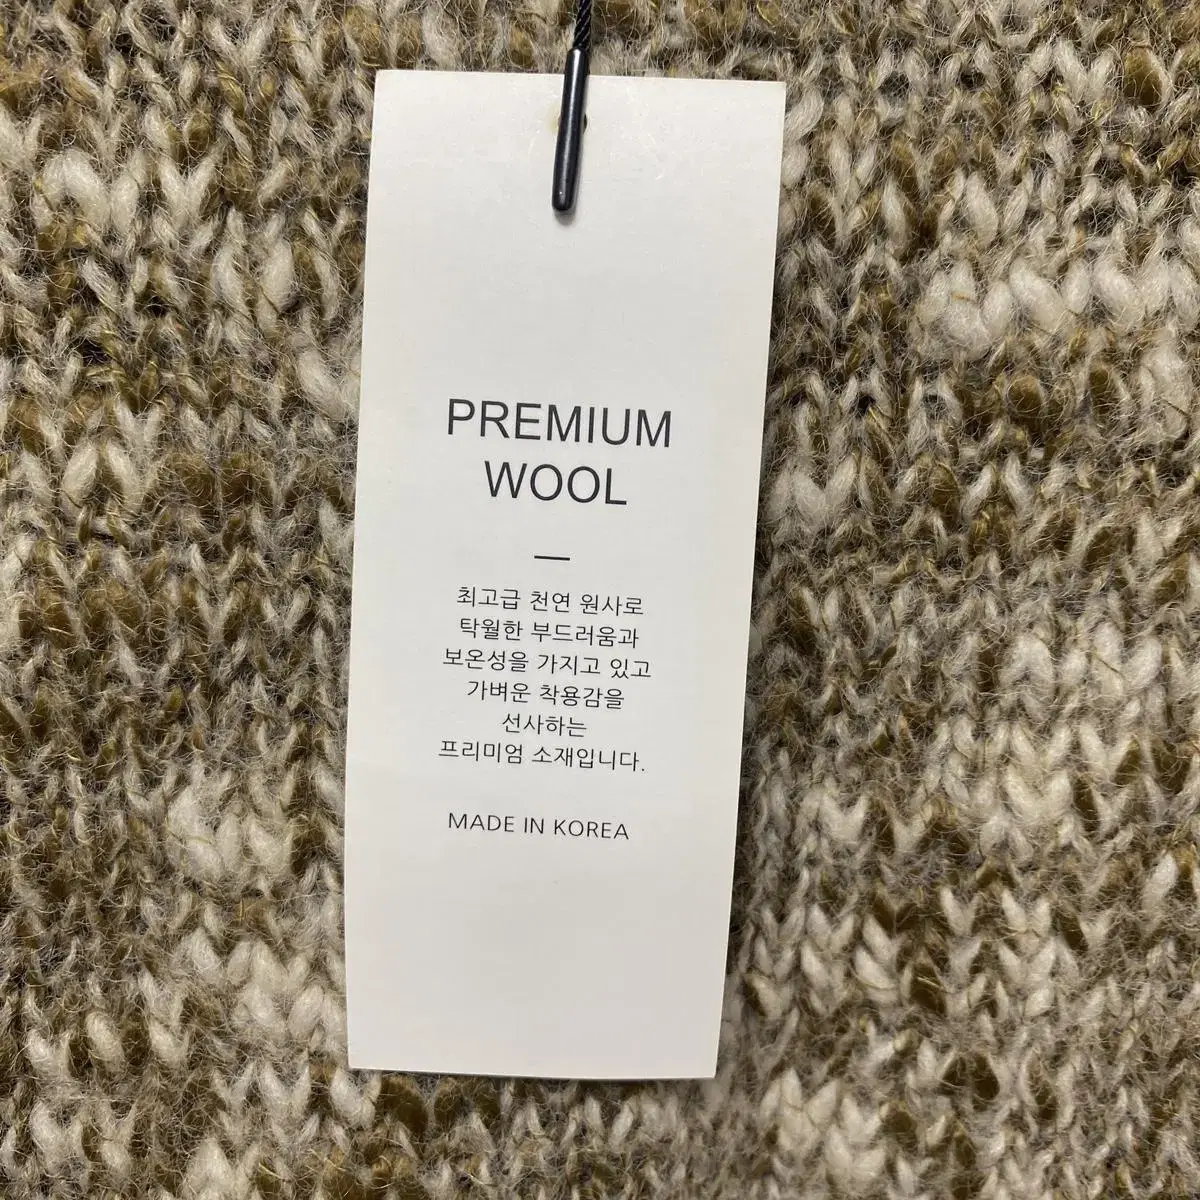 PREMIUM
WOOL
—
최고급 천연 원사로
탁월한 부드러움과
보온성을 가지고 있고
가벼운 착용감을
선사하는
프리미엄 소재입니다.
MADE IN KOREA